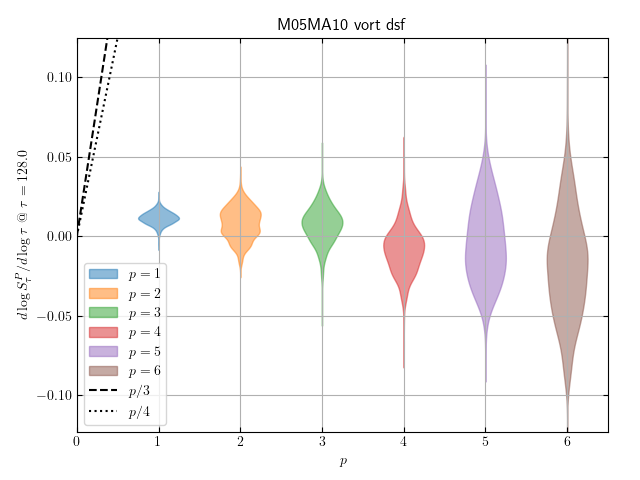 M05MA10 vort dsf
d log S_τ^P / d log τ @ τ = 128.0
0.10
0.05
0.00
−0.05
−0.10
p = 1
p = 2
p = 3
p = 4
p = 5
p = 6
p/3
p/4
0 1 2 3 4 5 6
p